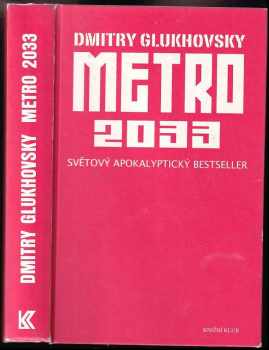 DMITRY GLUKHOVSKY METRO 2033
DMITRY GLUKHOVSKY
METRO
2033
SVĚTOVÝ APOKALYPTICKÝ BESTSELLER
KNIŽNÍ KLUB